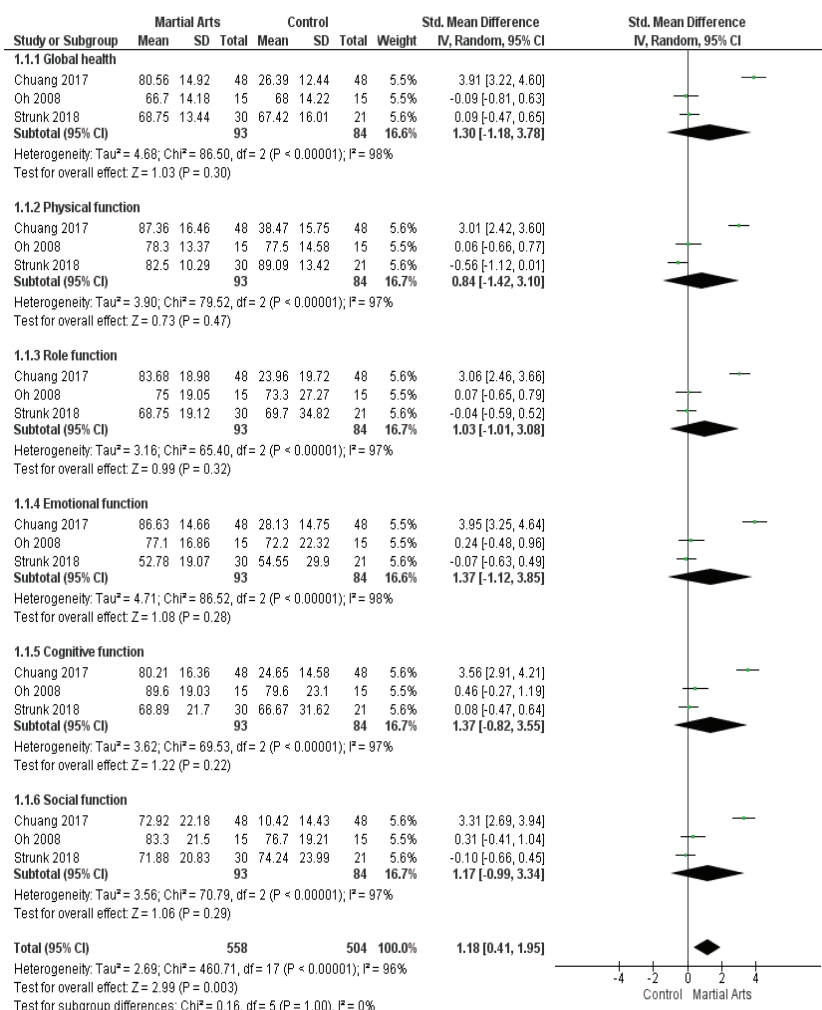 Martial Arts Control Std. Mean Difference Std. Mean Difference
Study or Subgroup Mean SD Total Mean SD Total Weight IV, Random, 95% CI IV, Random, 95% CI
1.1.1 Global health
Chuang 2017 80.56 14.92 48 26.39 12.44 48 5.5% 3.91 [3.22, 4.60]
Oh 2008 66.7 14.18 15 68 14.22 15 5.5% -0.09 [-0.81, 0.63]
Strunk 2018 68.75 13.44 30 67.42 16.01 21 5.6% 0.09 [-0.47, 0.65]
Subtotal (95% CI) 93 84 16.6% 1.30 [-1.18, 3.78]
Heterogeneity: Tau² = 4.68; Chi² = 86.50, df = 2 (P < 0.00001); I² = 98%
Test for overall effect: Z = 1.03 (P = 0.30)
1.1.2 Physical function
Chuang 2017 87.36 16.46 48 38.47 15.75 48 5.6% 3.01 [2.42, 3.60]
Oh 2008 78.3 13.37 15 77.5 14.58 15 5.5% 0.06 [-0.66, 0.77]
Strunk 2018 82.5 10.29 30 89.09 13.42 21 5.6% -0.56 [-1.12, 0.01]
Subtotal (95% CI) 93 84 16.7% 0.84 [-1.42, 3.10]
Heterogeneity: Tau² = 3.90; Chi² = 79.52, df = 2 (P < 0.00001); I² = 97%
Test for overall effect: Z = 0.73 (P = 0.47)
1.1.3 Role function
Chuang 2017 83.68 18.98 48 23.96 19.72 48 5.6% 3.06 [2.46, 3.66]
Oh 2008 75 19.05 15 73.3 27.27 15 5.5% 0.07 [-0.65, 0.79]
Strunk 2018 68.75 19.12 30 69.7 34.82 21 5.6% -0.04 [-0.59, 0.52]
Subtotal (95% CI) 93 84 16.7% 1.03 [-1.01, 3.08]
Heterogeneity: Tau² = 3.16; Chi² = 65.40, df = 2 (P < 0.00001); I² = 97%
Test for overall effect: Z = 0.99 (P = 0.32)
1.1.4 Emotional function
Chuang 2017 86.63 14.66 48 28.13 14.75 48 5.5% 3.95 [3.25, 4.64]
Oh 2008 77.1 16.86 15 72.2 22.32 15 5.5% 0.24 [-0.48, 0.96]
Strunk 2018 52.78 19.07 30 54.55 29.9 21 5.6% -0.07 [-0.63, 0.49]
Subtotal (95% CI) 93 84 16.6% 1.37 [-1.12, 3.85]
Heterogeneity: Tau² = 4.71; Chi² = 86.52, df = 2 (P < 0.00001); I² = 98%
Test for overall effect: Z = 1.08 (P = 0.28)
1.1.5 Cognitive function
Chuang 2017 80.21 16.36 48 24.65 14.58 48 5.6% 3.56 [2.91, 4.21]
Oh 2008 89.6 19.03 15 79.6 23.1 15 5.5% 0.46 [-0.27, 1.19]
Strunk 2018 68.89 21.7 30 66.67 31.62 21 5.6% 0.08 [-0.47, 0.64]
Subtotal (95% CI) 93 84 16.7% 1.37 [-0.82, 3.55]
Heterogeneity: Tau² = 3.62; Chi² = 69.53, df = 2 (P < 0.00001); I² = 97%
Test for overall effect: Z = 1.22 (P = 0.22)
1.1.6 Social function
Chuang 2017 72.92 22.18 48 10.42 14.43 48 5.6% 3.31 [2.69, 3.94]
Oh 2008 83.3 21.5 15 76.7 19.21 15 5.5% 0.31 [-0.41, 1.04]
Strunk 2018 71.88 20.83 30 74.24 23.99 21 5.6% -0.10 [-0.66, 0.45]
Subtotal (95% CI) 93 84 16.7% 1.17 [-0.99, 3.34]
Heterogeneity: Tau² = 3.56; Chi² = 70.79, df = 2 (P < 0.00001); I² = 97%
Test for overall effect: Z = 1.06 (P = 0.29)
Total (95% CI) 558 504 100.0% 1.18 [0.41, 1.95]
Heterogeneity: Tau² = 2.69; Chi² = 460.71, df = 17 (P < 0.00001); I² = 96%
Test for overall effect: Z = 2.99 (P = 0.003)
Test for subgroup differences: Chi² = 0.16, df = 5 (P = 1.00), I² = 0%
-4 -2 0 2 4
Control Martial Arts